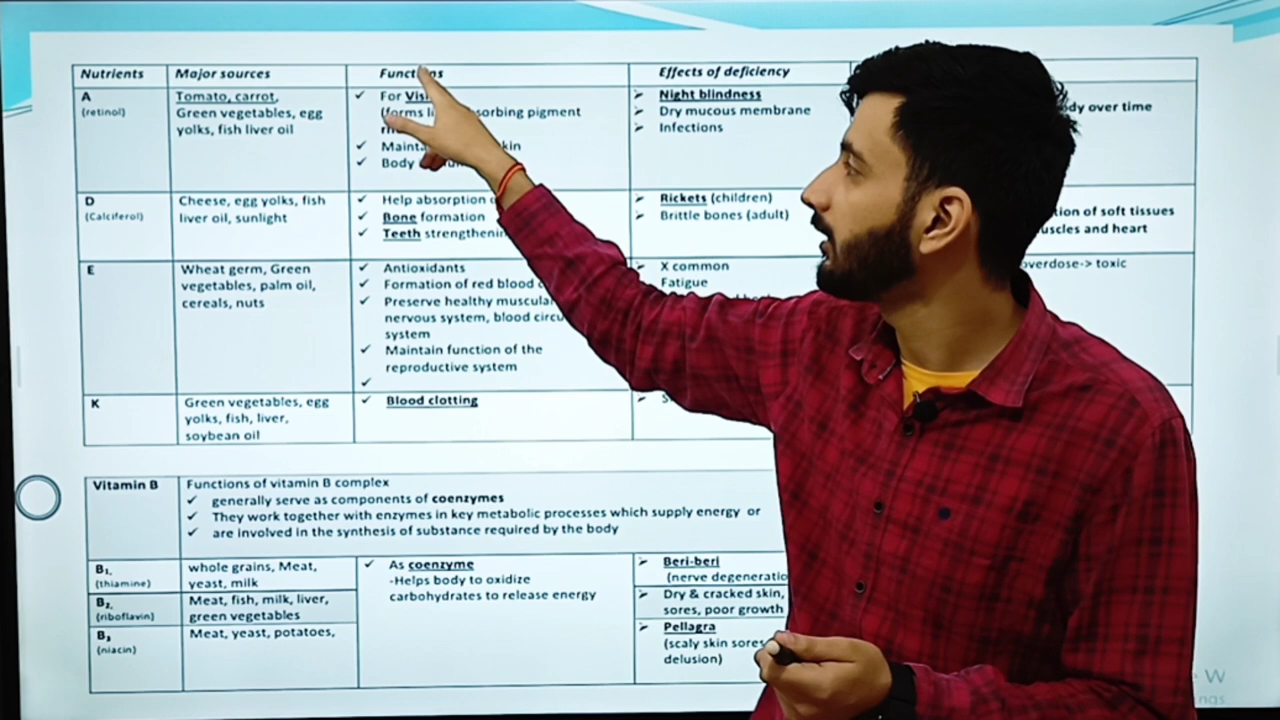 Nutrients Major sources Effects of deficiency
A
(retinol)
Tomato, carrot,
Green vegetables, egg
yolks, fish liver oil
✓ For
(forms sorbing pigment
✓
✓ Body
➢ Night blindness
➢ Dry mucous membrane
➢ Infections
over time
D
(Calciferol)
Cheese, egg yolks, fish
liver oil, sunlight
✓ Help absorption
✓ Bone formation
✓ Teeth
➢ Rickets (children)
➢ Brittle bones (adult)
of soft tissues
and heart
E
Wheat germ, Green
vegetables, palm oil,
cereals, nuts
✓ Antioxidants
✓ Formation of red blood
✓ Preserve healthy muscular
nervous system, blood
system
✓ Maintain function of the
reproductive system
✓
➢ X common
Fatigue
overdose-> toxic
K
Green vegetables, egg
yolks, fish, liver,
soybean oil
✓ Blood clotting
➢
Vitamin B
Functions of vitamin B complex
✓ generally serve as components of coenzymes
✓ They work together with enzymes in key metabolic processes which supply energy or
✓ are involved in the synthesis of substance required by the body
B1,
(thiamine)
whole grains, Meat,
yeast, milk
✓ As coenzyme
-Helps body to oxidize
carbohydrates to release energy
➢ Beri-beri
(nerve
B2,
(riboflavin)
Meat, fish, milk, liver,
green vegetables
➢ Dry & cracked skin,
sores, poor growth
B3
(niacin)
Meat, yeast, potatoes,
➢ Pellagra
(scaly skin sores
delusion)